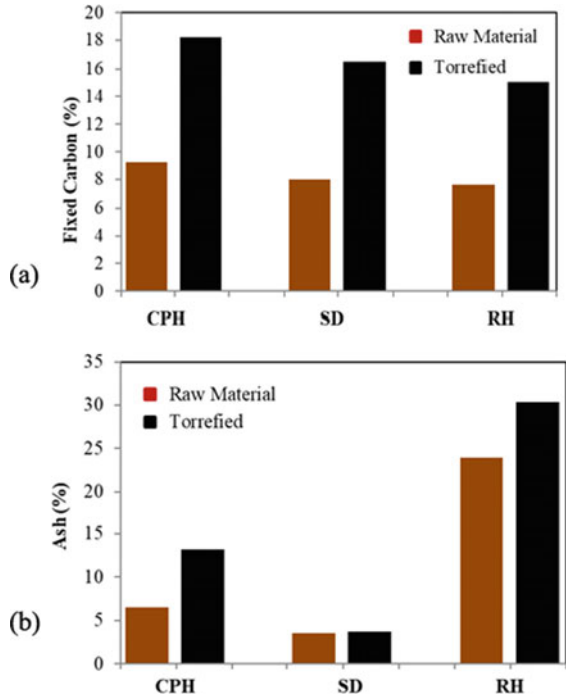 20
18
16
14
12
10
8
6
4
2
0
Fixed Carbon (%)
Raw Material
Torrefied
CPH SD RH
(a)
35
30
25
20
15
10
5
0
Ash (%)
Raw Material
Torrefied
CPH SD RH
(b)